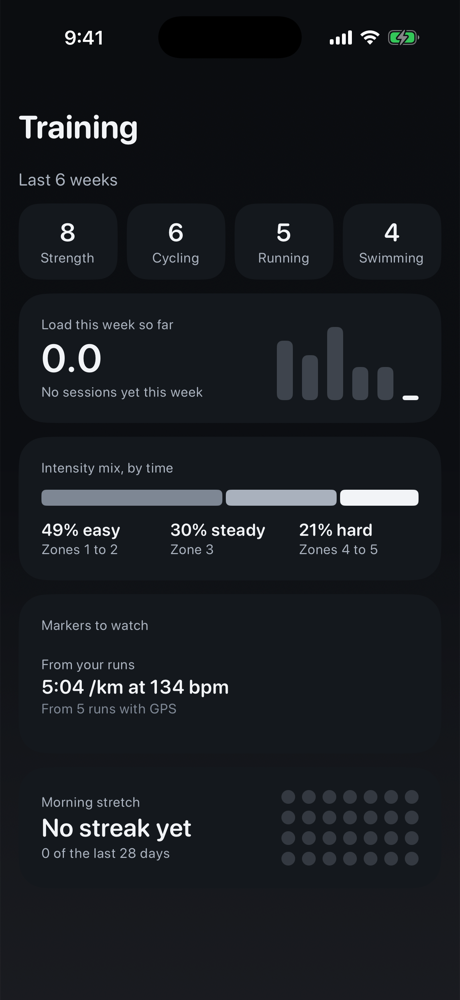 9:41
Training
Last 6 weeks
8
Strength
6
Cycling
5
Running
4
Swimming
Load this week so far
0.0
No sessions yet this week
Intensity mix, by time
49% easy
Zones 1 to 2
30% steady
Zone 3
21% hard
Zones 4 to 5
Markers to watch
From your runs
5:04 /km at 134 bpm
From 5 runs with GPS
Morning stretch
No streak yet
0 of the last 28 days